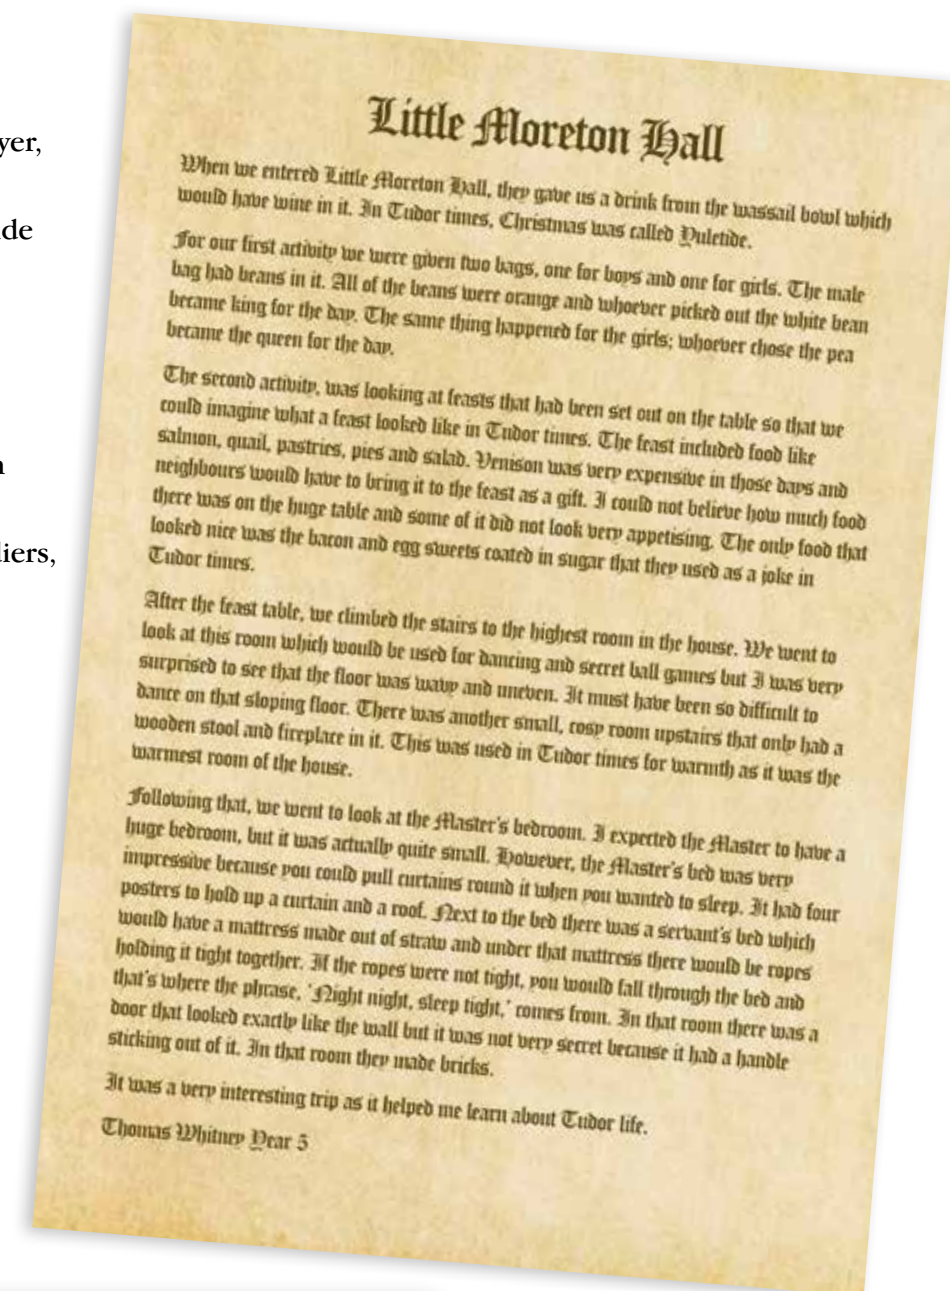 yer,
de
n
liers,
Little Moreton Hall
When we entered Little Moreton Hall, they gave us a drink from the wassail bowl which
would have wine in it. In Tudor times, Christmas was called Yuletide.
For our first activity we were given two bags, one for boys and one for girls. The male
bag had beans in it. All of the beans were orange and whoever picked out the white bean
became king for the day. The same thing happened for the girls; whoever chose the pea
became the queen for the day.
The second activity, was looking at feasts that had been set out on the table so that we
could imagine what a feast looked like in Tudor times. The feast included food like
salmon, quail, pastries, pies and salad. Venison was very expensive in those days and
neighbours would have to bring it to the feast as a gift. I could not believe how much food
there was on the huge table and some of it did not look very appetising. The only food that
looked nice was the bacon and egg sweets coated in sugar that they used as a joke in
Tudor times.
After the feast table, we climbed the stairs to the highest room in the house. We went to
look at this room which would be used for dancing and secret ball games but I was very
surprised to see that the floor was wavy and uneven. It must have been so difficult to
dance on that sloping floor. There was another small, cosy room upstairs that only had a
wooden stool and fireplace in it. This was used in Tudor times for warmth as it was the
warmest room of the house.
Following that, we went to look at the Master's bedroom. I expected the Master to have a
huge bedroom, but it was actually quite small. However, the Master's bed was very
impressive because you could pull curtains round it when you wanted to sleep. It had four
posters to hold up a curtain and a roof. Next to the bed there was a servant's bed which
would have a mattress made out of straw and under that mattress there would be ropes
holding it tight together. If the ropes were not tight, you would fall through the bed and
that's where the phrase, 'Night night, sleep tight,' comes from. In that room there was a
door that looked exactly like the wall but it was not very secret because it had a handle
sticking out of it. In that room they made bricks.
It was a very interesting trip as it helped me learn about Tudor life.
Thomas Whitney Year 5